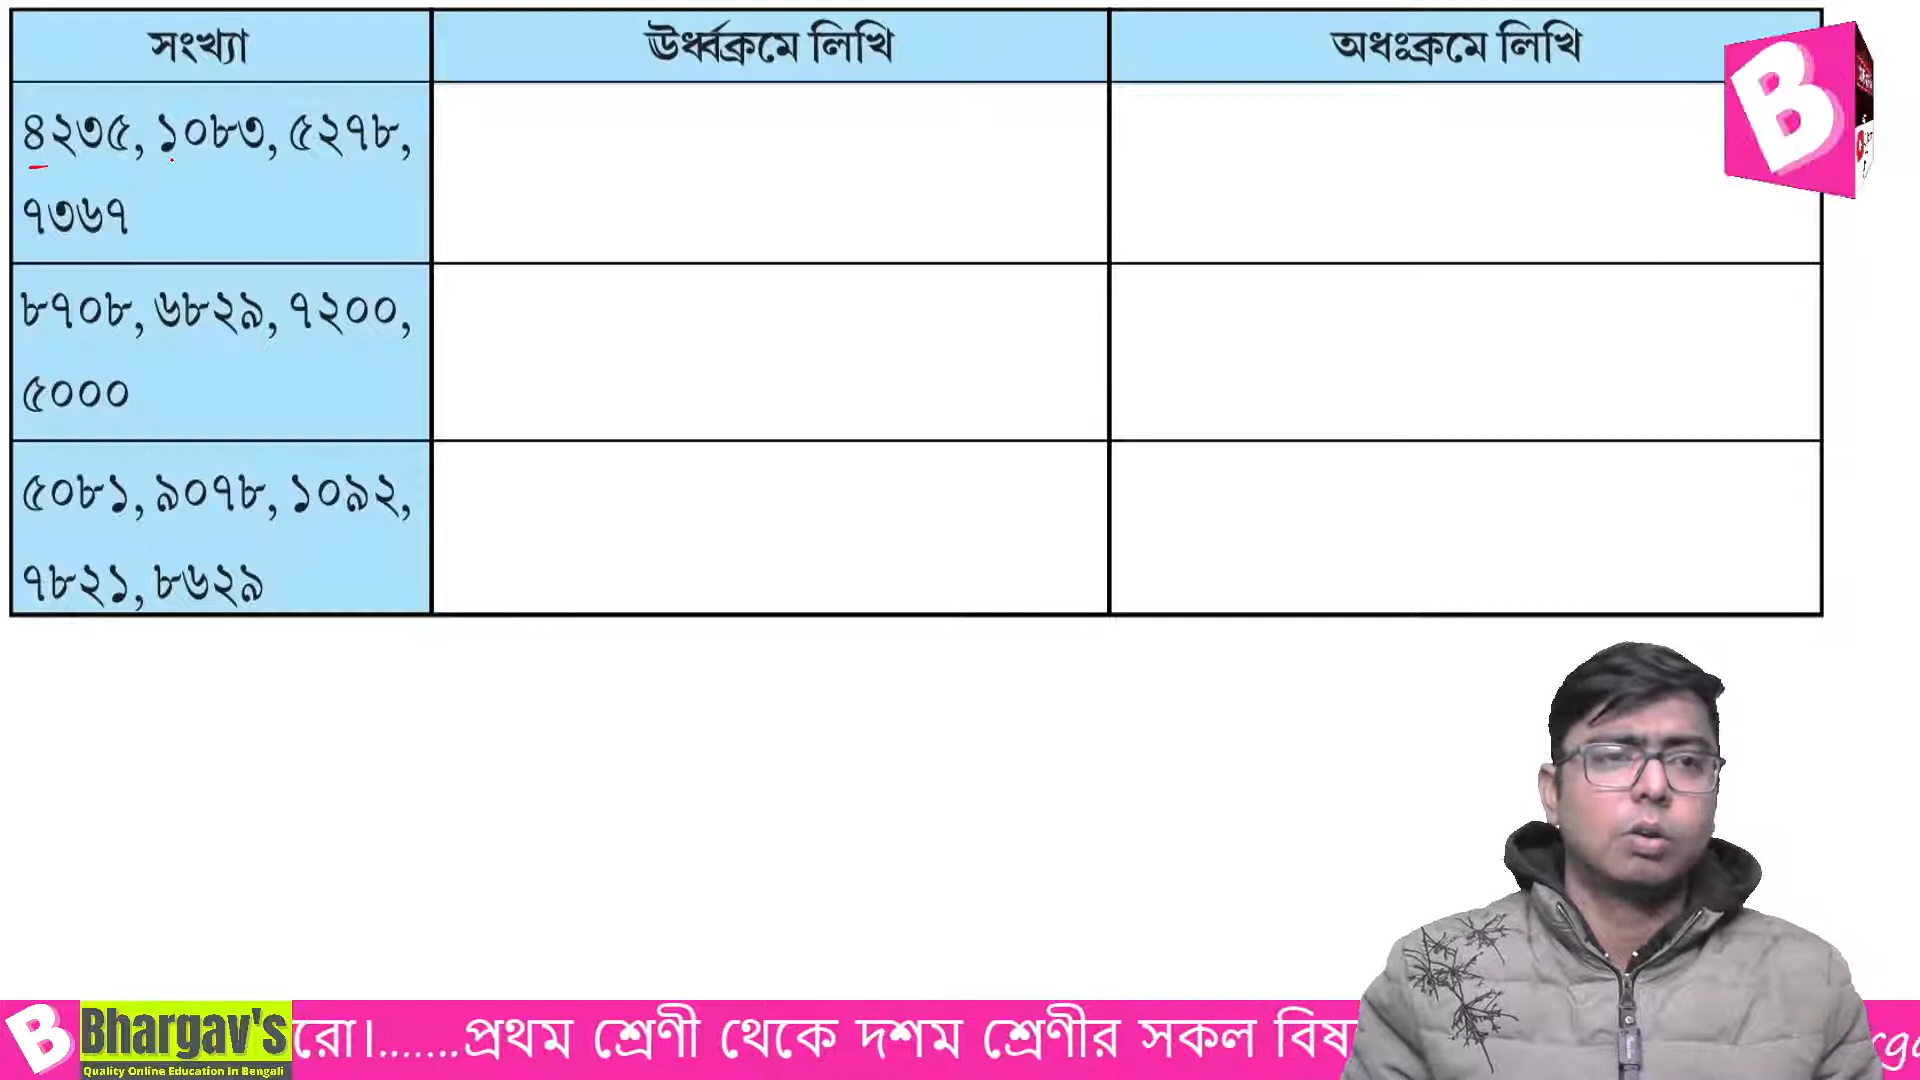 সংখ্যা
ঊর্ধ্বক্রমে লিখি
অধঃক্রমে লিখি
৪২৩৫, ১০৮৩, ৫২৭৮,
৭৩৬৭
৮৭০৮, ৬৮২৯, ৭২০০,
৫০০০
৫০৮১, ৯০৭৮, ১০৯২,
৭৮২১, ৮৬২৯
B
B Bhargav's
Quality Online Education In Bengali
রো।.......প্রথম শ্রেণী থেকে দশম শ্রেণীর সকল